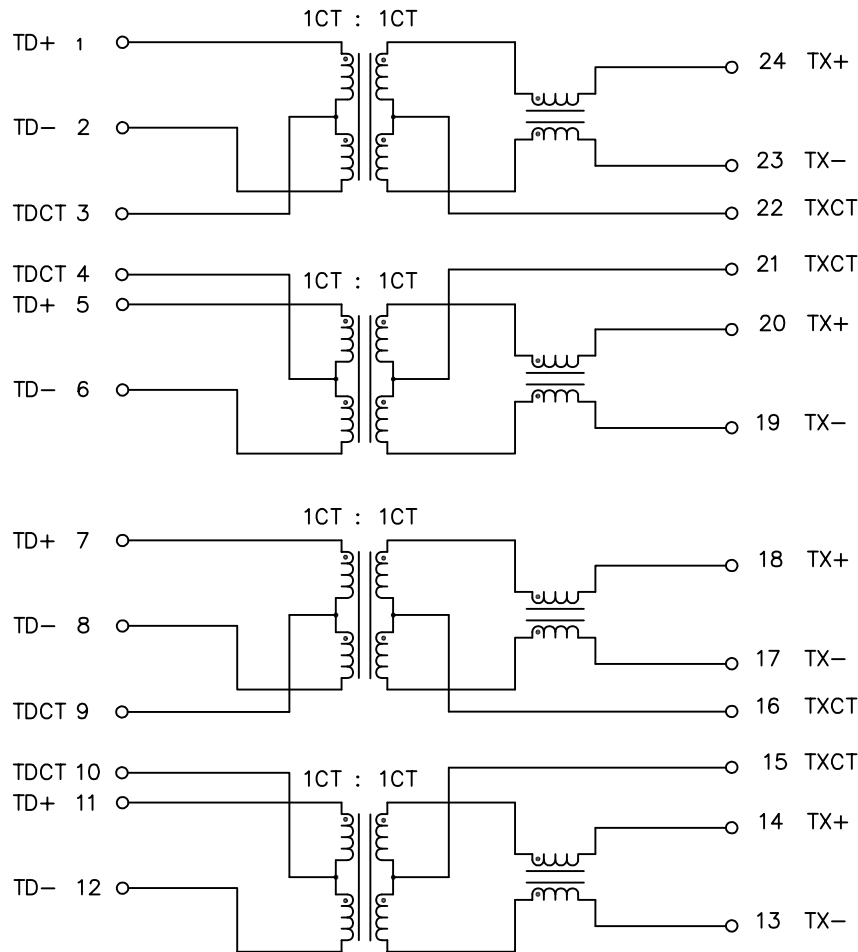 1CT : 1CT
TD+ 1
24 TX+
TD− 2
23 TX−
TDCT 3
22 TXCT
TDCT 4
21 TXCT
1CT : 1CT
TD+ 5
20 TX+
TD− 6
19 TX−
1CT : 1CT
TD+ 7
18 TX+
TD− 8
17 TX−
TDCT 9
16 TXCT
TDCT 10
15 TXCT
1CT : 1CT
TD+ 11
14 TX+
TD− 12
13 TX−